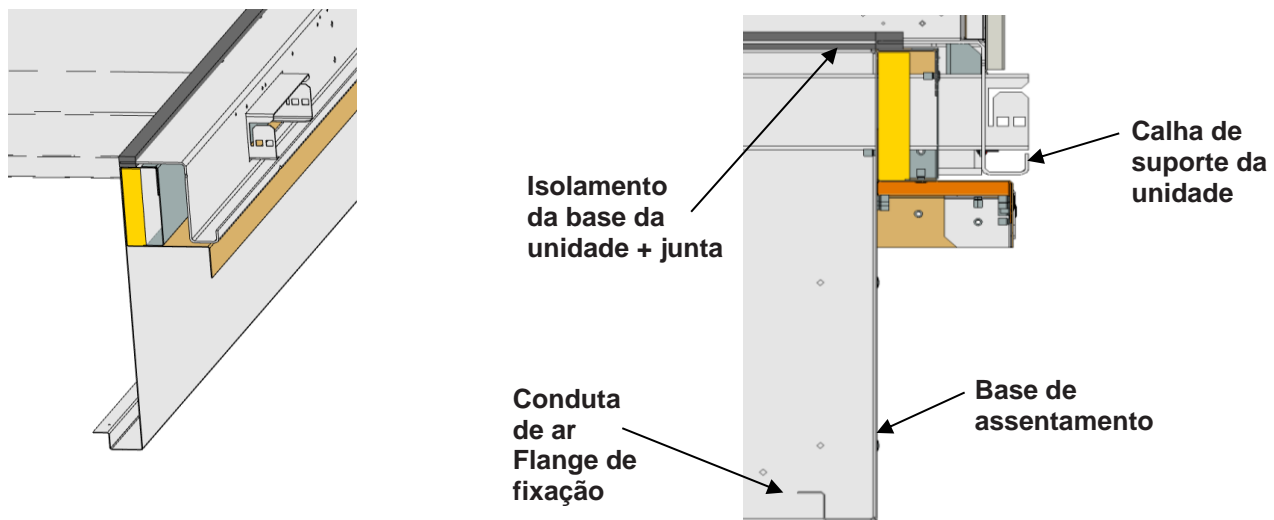 Isolamento
da base da
unidade + junta
Calha de
suporte da
unidade
Conduta
de ar
Flange de
fixação
Base de
assentamento